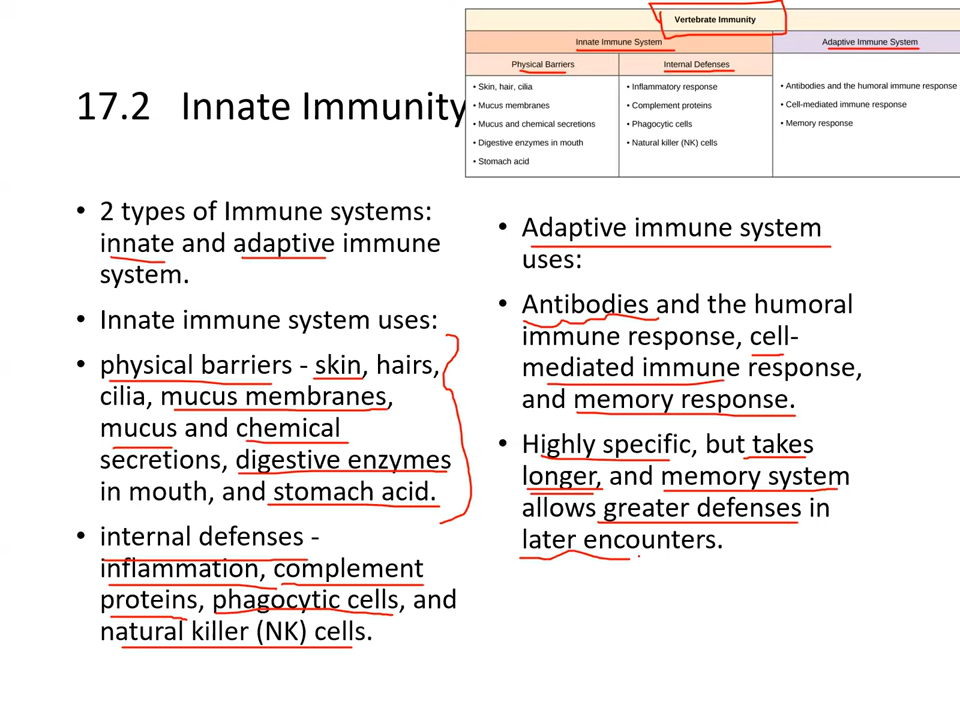 Vertebrate Immunity
Innate Immune System
Adaptive Immune System
Physical Barriers
Internal Defenses
• Skin, hair, cilia
• Mucus membranes
• Mucus and chemical secretions
• Digestive enzymes in mouth
• Stomach acid
• Inflammatory response
• Complement proteins
• Phagocytic cells
• Natural killer (NK) cells
• Antibodies and the humoral immune response
• Cell-mediated immune response
• Memory response
17.2 Innate Immunity
• 2 types of Immune systems:
innate and adaptive immune
system.
• Innate immune system uses:
• physical barriers - skin, hairs,
cilia, mucus membranes,
mucus and chemical
secretions, digestive enzymes
in mouth, and stomach acid.
• internal defenses -
inflammation, complement
proteins, phagocytic cells, and
natural killer (NK) cells.
• Adaptive immune system
uses:
• Antibodies and the humoral
immune response, cell-
mediated immune response,
and memory response.
• Highly specific, but takes
longer, and memory system
allows greater defenses in
later encounters.